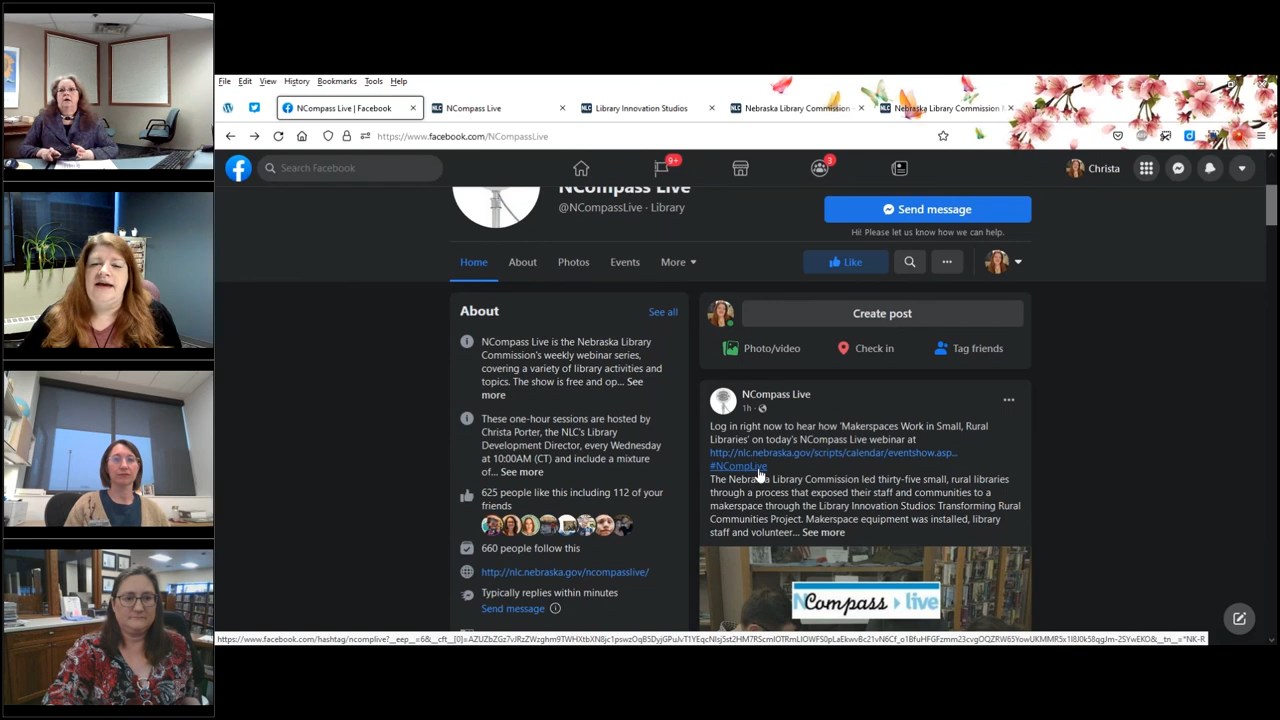 File Edit View History Bookmarks Tools Help
NCompass Live | Facebook × NLC NCompass Live × NLC Library Innovation Studios × NLC Nebraska Library Commission × NLC Nebraska Library Commission ×
https://www.facebook.com/NCompassLive
Search Facebook 9+ 3 Christa
NCompass Live
@NCompassLive · Library
Send message
Hi! Please let us know how we can help.
Home About Photos Events More Like
About See all
NCompass Live is the Nebraska Library
Commission's weekly webinar series,
covering a variety of library activities and
topics. The show is free and op... See
more
These one-hour sessions are hosted by
Christa Porter, the NLC's Library
Development Director, every Wednesday
at 10:00AM (CT) and include a mixture
of... See more
625 people like this including 112 of your
friends
660 people follow this
http://nlc.nebraska.gov/ncompasslive/
Typically replies within minutes
Send message
Create post
Photo/video Check in Tag friends
NCompass Live
1h ·
Log in right now to hear how 'Makerspaces Work in Small, Rural
Libraries' on today's NCompass Live webinar at
http://nlc.nebraska.gov/scripts/calendar/eventshow.asp...
#NCompLive
The Nebraska Library Commission led thirty-five small, rural libraries
through a process that exposed their staff and communities to a
makerspace through the Library Innovation Studios: Transforming Rural
Communities Project. Makerspace equipment was installed, library
staff and volunteer... See more
NCompass live